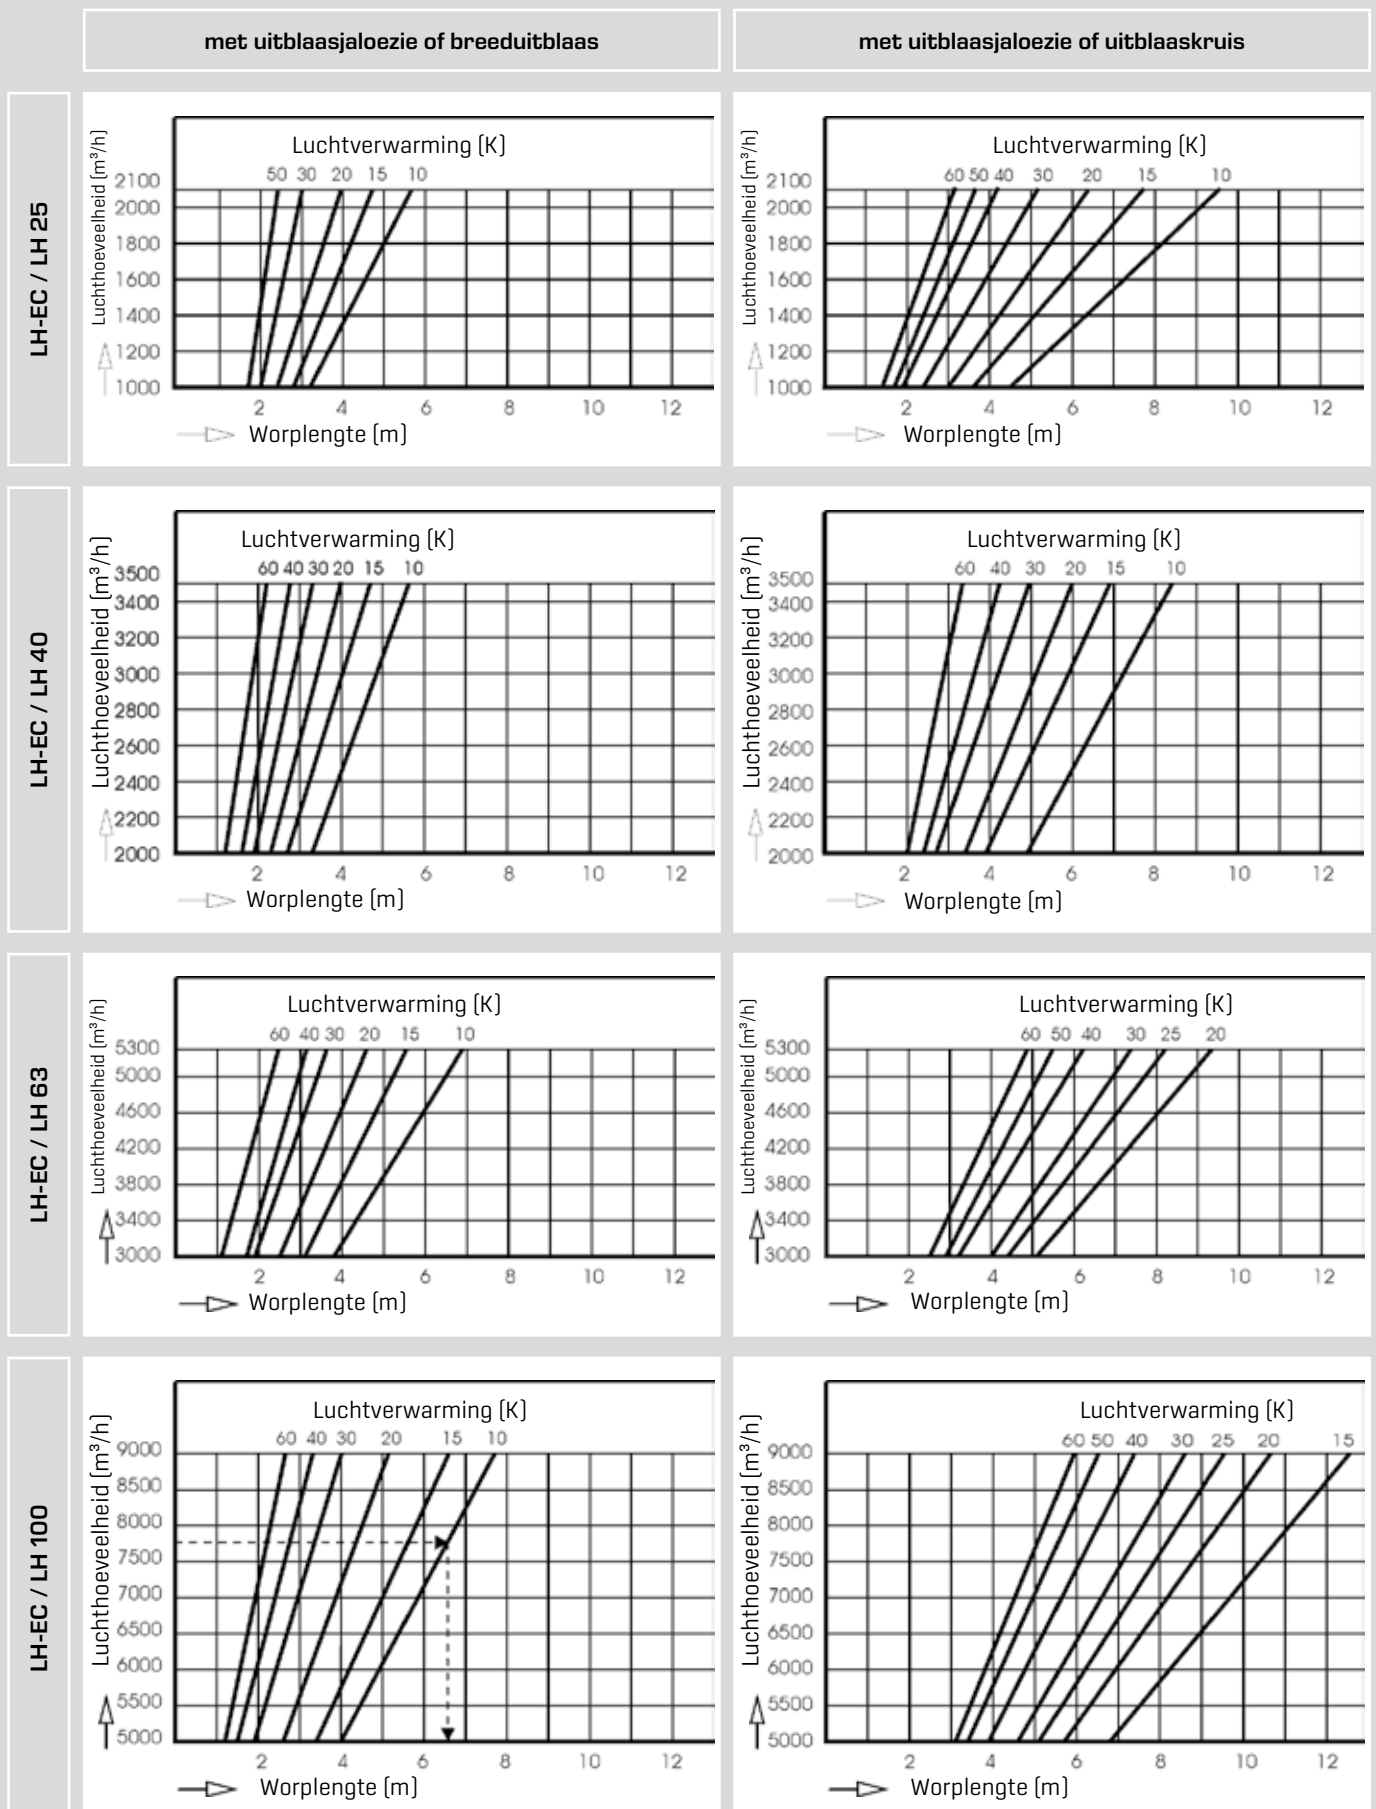 met uitblaasjaloezie of breeduitblaas
met uitblaasjaloezie of uitblaaskruis
LH-EC / LH 25
Luchtverwarming (K)
50 30 20 15 10
Luchthoeveelheid (m³/h)
2100
2000
1800
1600
1400
1200
1000
2 4 6 8 10 12
Worplengte (m)
Luchtverwarming (K)
60 50 40 30 20 15 10
Luchthoeveelheid (m³/h)
2100
2000
1800
1600
1400
1200
1000
2 4 6 8 10 12
Worplengte (m)
LH-EC / LH 40
Luchtverwarming (K)
60 40 30 20 15 10
Luchthoeveelheid (m³/h)
3500
3400
3200
3000
2800
2600
2400
2200
2000
2 4 6 8 10 12
Worplengte (m)
Luchtverwarming (K)
60 40 30 20 15 10
Luchthoeveelheid (m³/h)
3500
3400
3200
3000
2800
2600
2400
2200
2000
2 4 6 8 10 12
Worplengte (m)
LH-EC / LH 63
Luchtverwarming (K)
60 40 30 20 15 10
Luchthoeveelheid (m³/h)
5300
5000
4600
4200
3800
3400
3000
2 4 6 8 10 12
Worplengte (m)
Luchtverwarming (K)
60 50 40 30 25 20
Luchthoeveelheid (m³/h)
5300
5000
4600
4200
3800
3400
3000
2 4 6 8 10 12
Worplengte (m)
LH-EC / LH 100
Luchtverwarming (K)
60 40 30 20 15 10
Luchthoeveelheid (m³/h)
9000
8500
8000
7500
7000
6500
6000
5500
5000
2 4 6 8 10 12
Worplengte (m)
Luchtverwarming (K)
60 50 40 30 25 20 15
Luchthoeveelheid (m³/h)
9000
8500
8000
7500
7000
6500
6000
5500
5000
2 4 6 8 10 12
Worplengte (m)